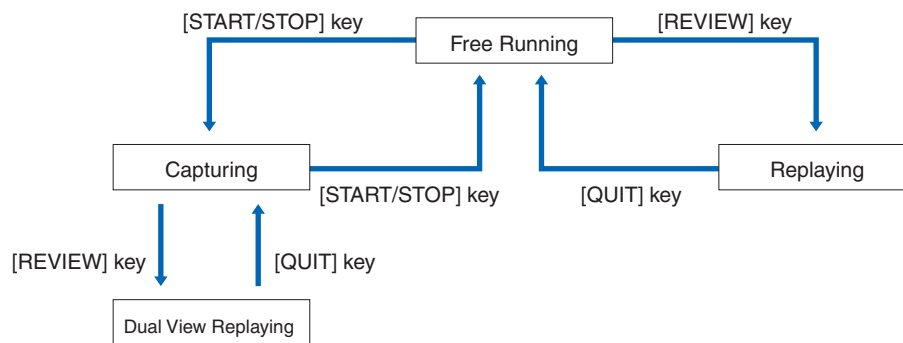 [START/STOP] key
Free Running
[REVIEW] key
Capturing
[START/STOP] key
[QUIT] key
Replaying
[REVIEW] key
[QUIT] key
Dual View Replaying